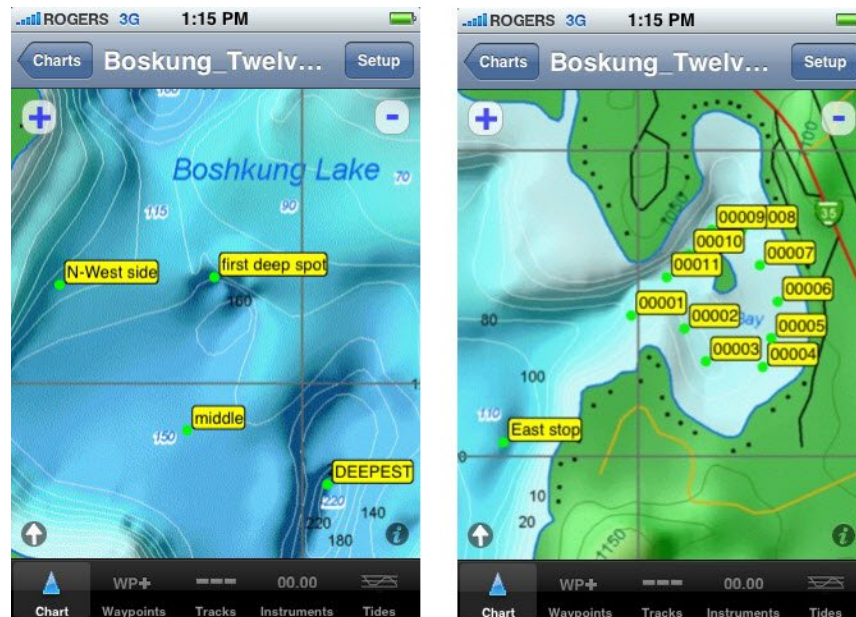 ROGERS 3G 1:15 PM
Charts Boskung_Twelv... Setup
+ -
Boshkung Lake
70
115
90
N-West side
first deep spot
160
middle
150
DEEPEST
220
220
140
180
i
WP+ 00.00
Chart Waypoints Tracks Instruments Tides
ROGERS 3G 1:15 PM
Charts Boskung_Twelv... Setup
+ -
100
35
1050
00009 008
00010
00007
00011
00006
00001
00002
Bay
80
00005
00003
00004
100
110
East stop
10
20
1150
i
WP+ 00.00
Chart Waypoints Tracks Instruments Tides